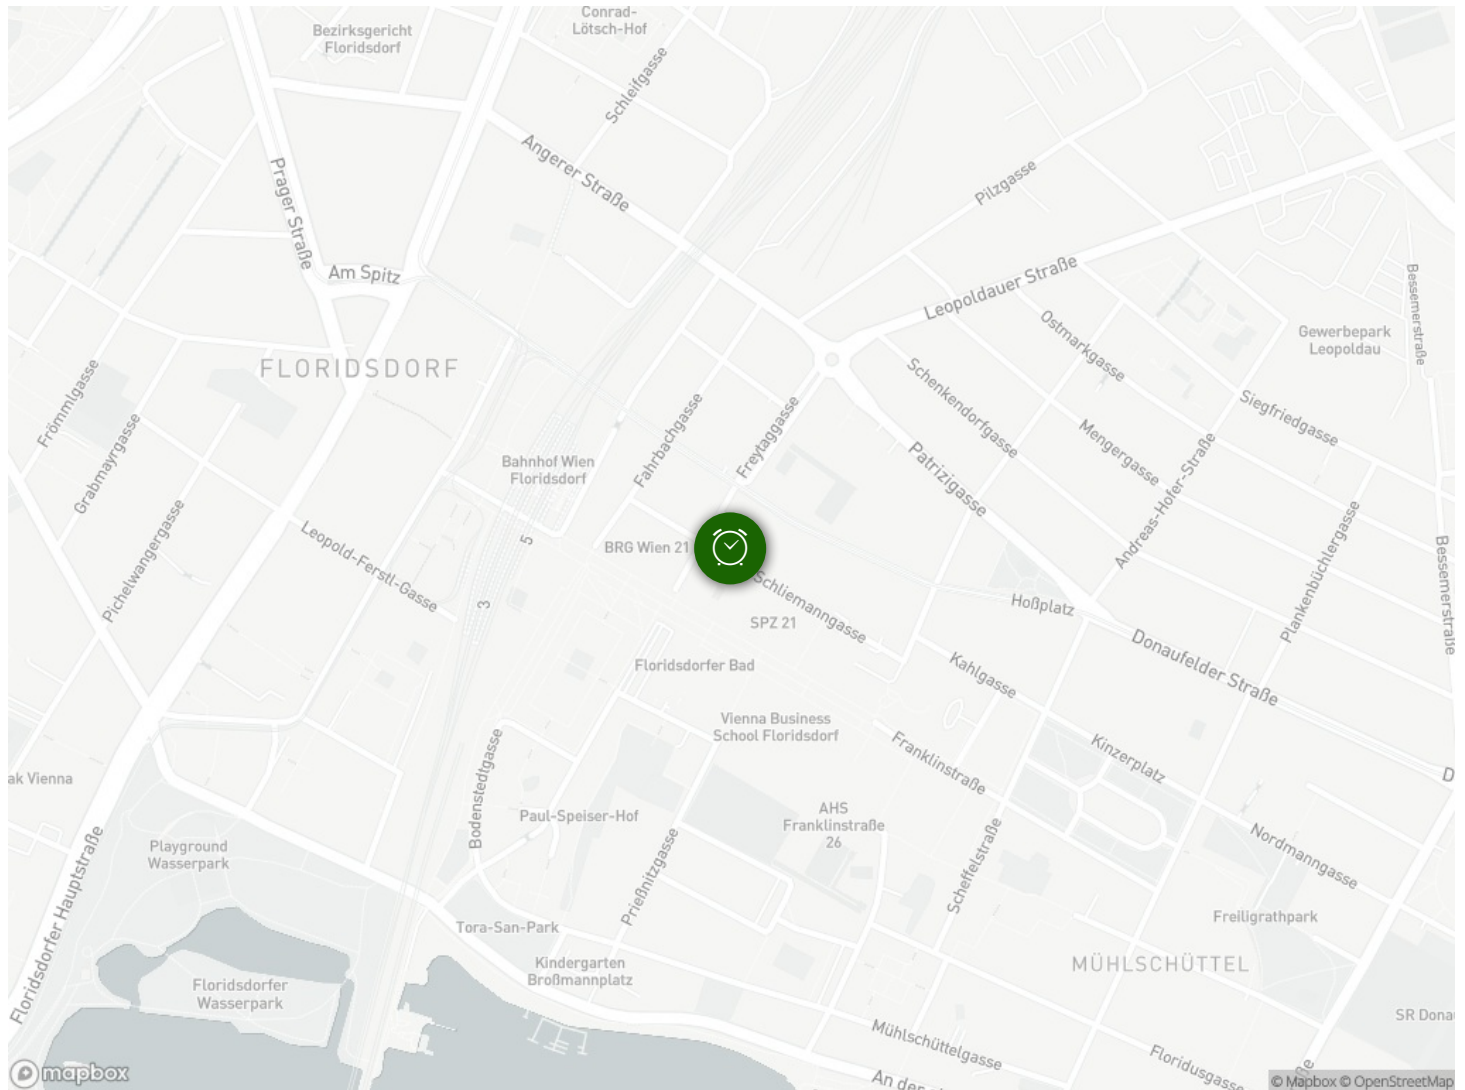 Conrad-
Lötsch-Hof
Bezirksgericht
Floridsdorf
Schleifgasse
Angerer Straße
Prager Straße
Pilzgasse
Am Spitz
Leopoldauer Straße
Bessemerstraße
Ostmarkgasse
Gewerbepark
Leopoldau
FLORIDSDORF
Schenkendorfgasse
Siegfriedgasse
Frömmlgasse
Grabmayrgasse
Fahrbachgasse
Freytaggasse
Mengergasse
Patrizigasse
Andreas-Hofer-Straße
Bahnhof Wien
Floridsdorf
Pichelwangergasse
Leopold-Ferstl-Gasse
5
3
BRG Wien 21
Schliemanngasse
Plankenbüchlergasse
Bessemerstraße
Hoßplatz
SPZ 21
Donaufelder Straße
Floridsdorfer Bad
Kahlgasse
Vienna Business
School Floridsdorf
Franklinstraße
Kinzerplatz
ak Vienna
D
Bodenstedtgasse
Paul-Speiser-Hof
AHS
Franklinstraße
26
Playground
Wasserpark
Nordmanngasse
Prießnitzgasse
Scheffelstraße
Floridsdorfer Hauptstraße
Tora-San-Park
Freiligrathpark
Kindergarten
Broßmannplatz
MÜHLSCHÜTTEL
Floridsdorfer
Wasserpark
SR Donau
Mühlschüttelgasse
Floridusgasse
An der
mapbox
© Mapbox © OpenStreetMap